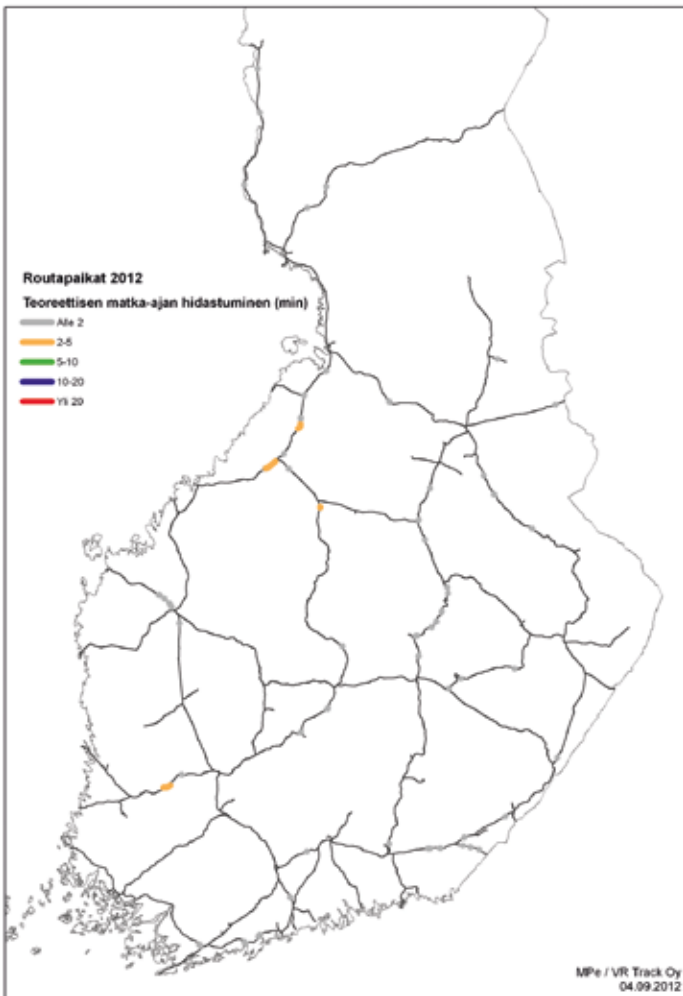 Routapaikat 2012
Teoreettisen matka-ajan hidastuminen (min)
Alle 2
2-5
5-10
10-20
Yli 20
MPe / VR Track Oy
04.09.2012